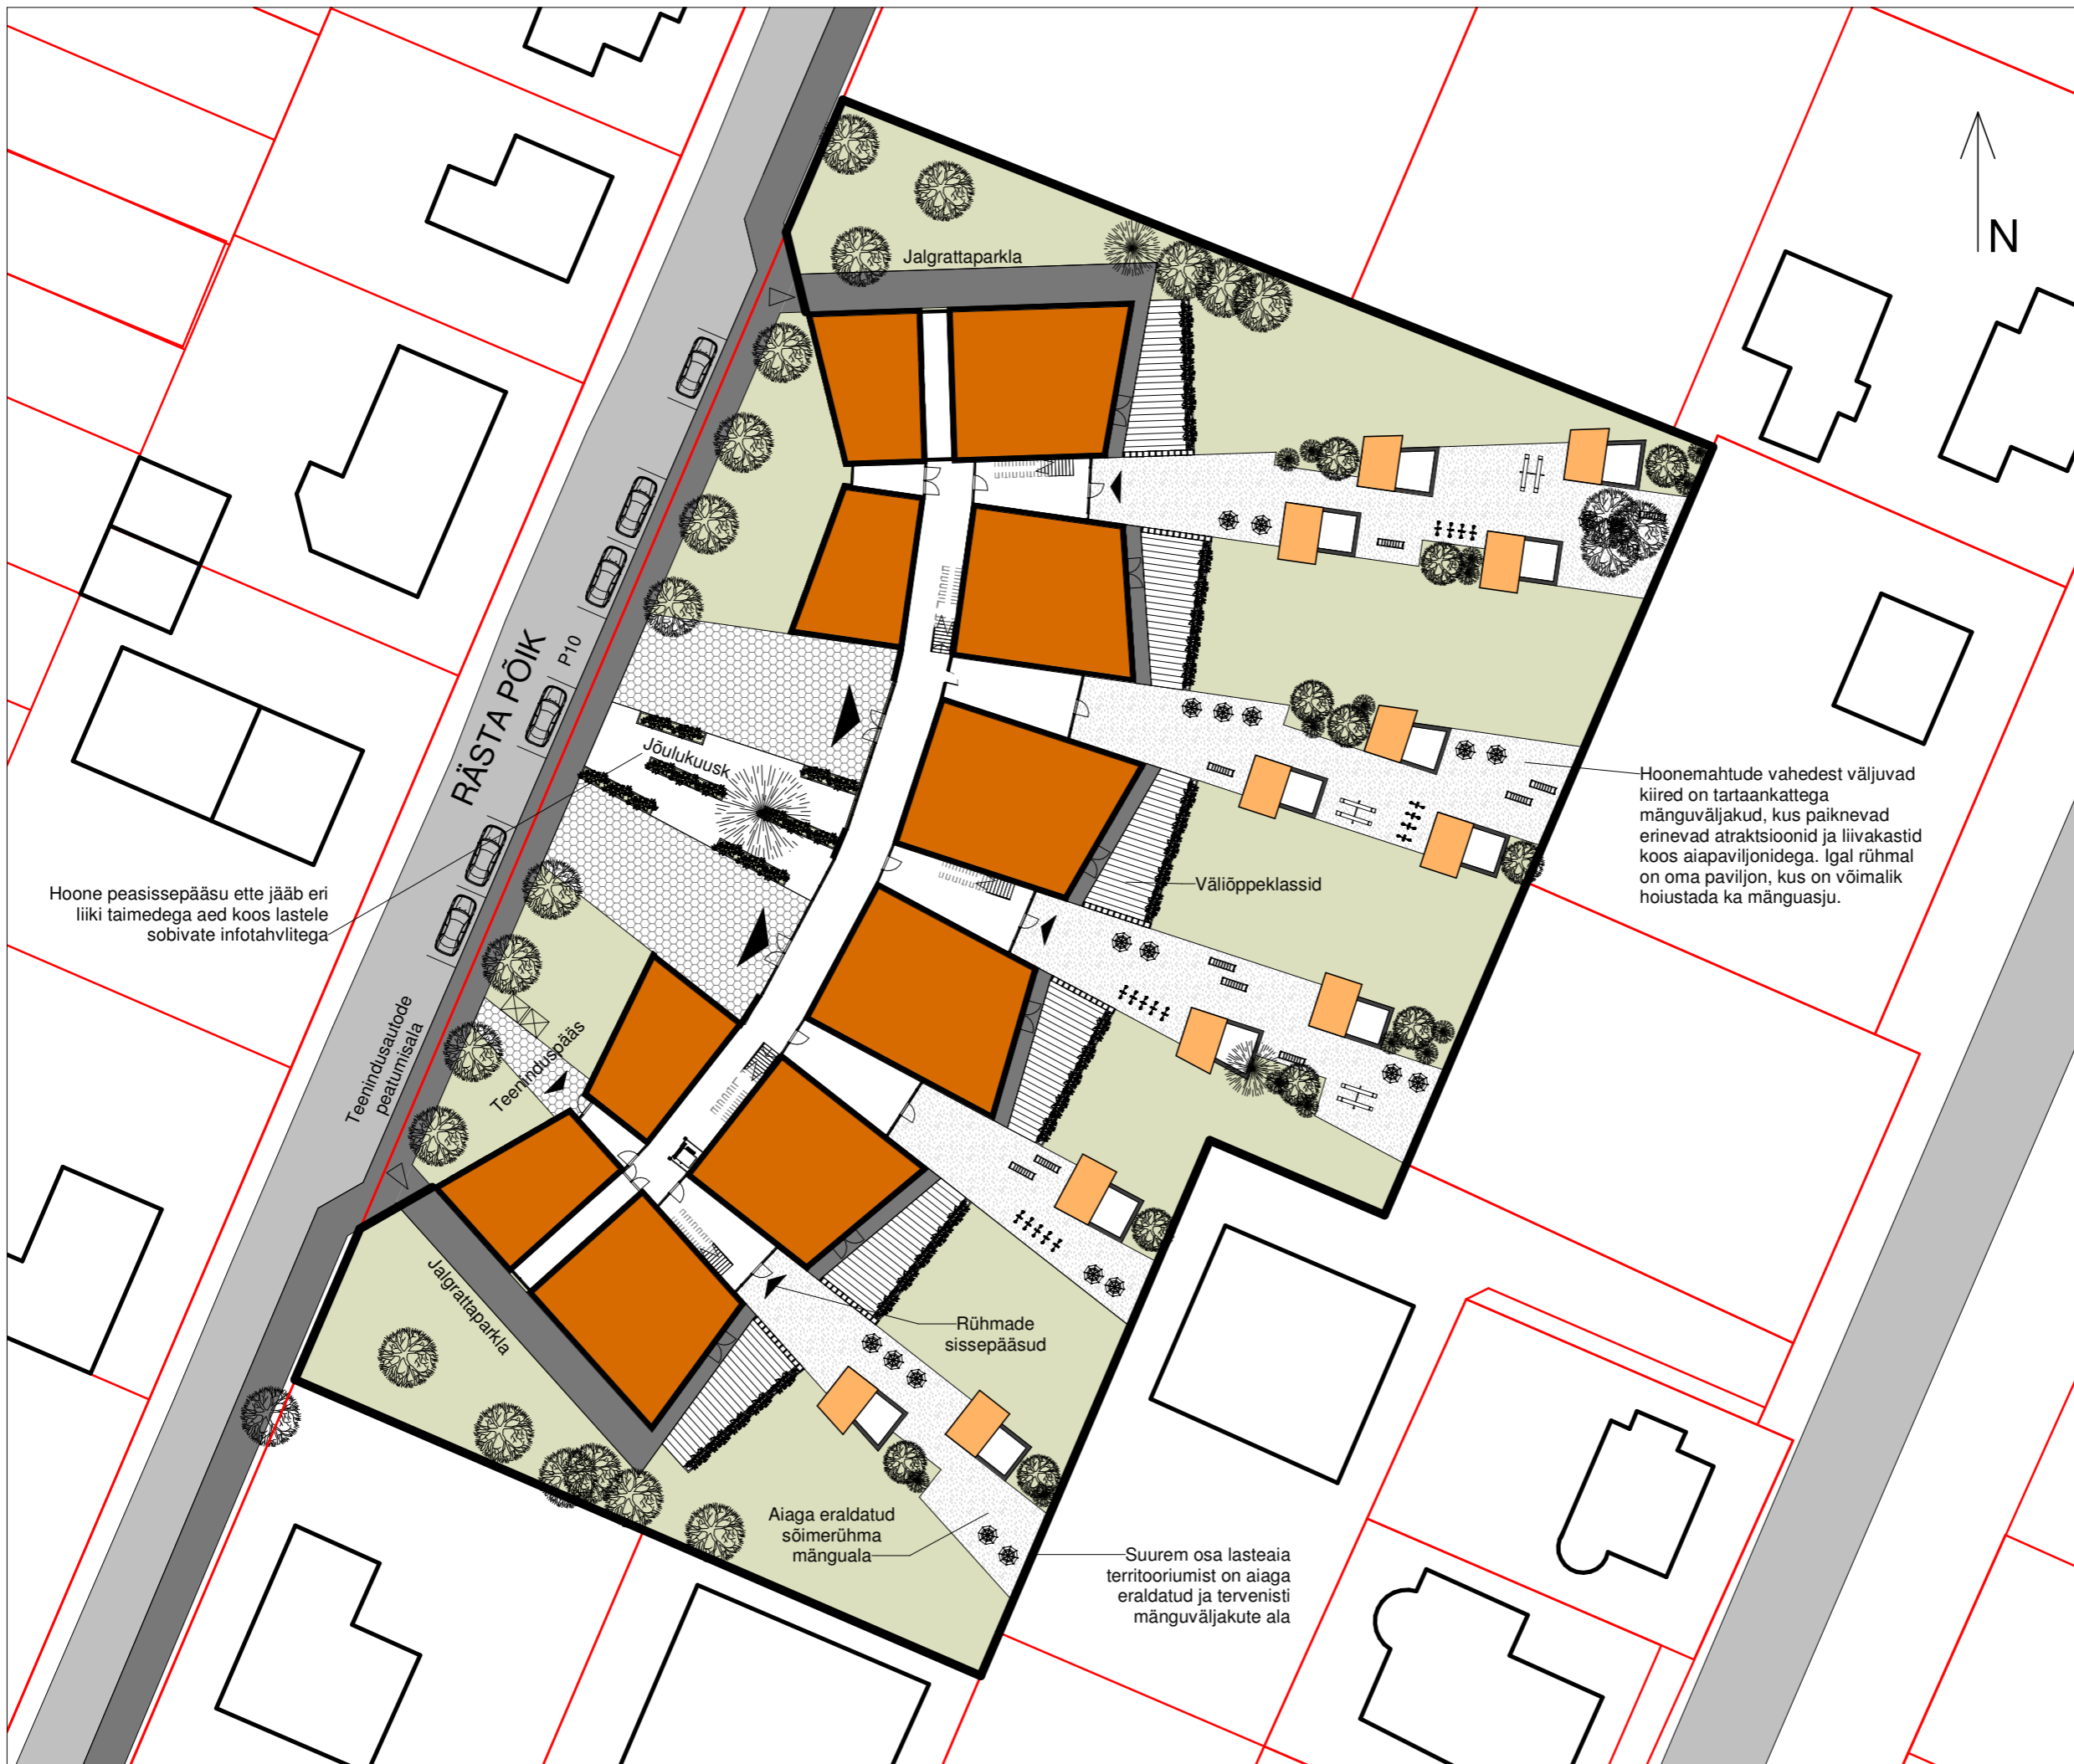 N
Jalgrattaparkla
RÄSTA PÕIK
P10
Jõulukuusk
Hoonemahtude vahedest väljuvad
kiired on tartaankattega
mänguväljakud, kus paiknevad
erinevad atraktsioonid ja liivakastid
koos aiapaviljonidega. Igal rühmal
on oma paviljon, kus on võimalik
hoiustada ka mänguasju.
Väliõppeklassid
Hoone peasissepääsu ette jääb eri
liiki taimedega aed koos lastele
sobivate infotahvlitega
Teenindusautode
peatumisala
Teeninduspääs
Jalgrattaparkla
Rühmade
sissepääsud
Aiaga eraldatud
sõimerühma
mänguala
Suurem osa lasteaia
territooriumist on aiaga
eraldatud ja tervenisti
mänguväljakute ala